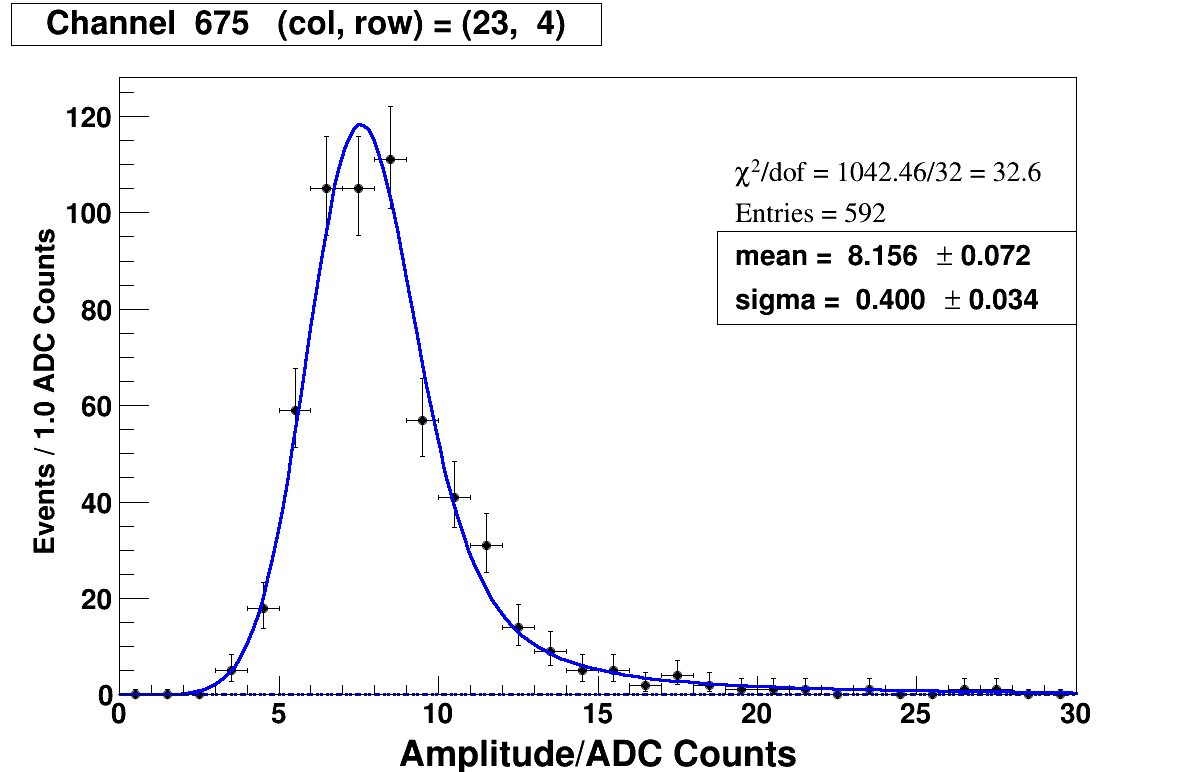 Channel 675 (col, row) = (23, 4)
120
100
80
60
40
20
0
Events / 1.0 ADC Counts
χ²/dof = 1042.46/32 = 32.6
Entries = 592
mean = 8.156 ± 0.072
sigma = 0.400 ± 0.034
0 5 10 15 20 25 30
Amplitude/ADC Counts